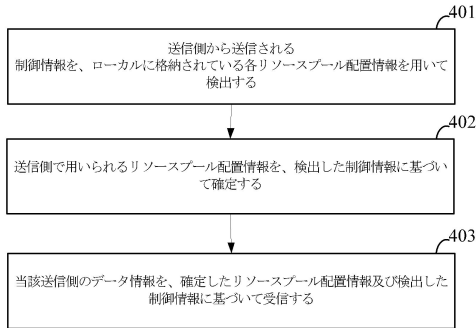 401
送信側から送信される
制御情報を、ローカルに格納されている各リソースプール配置情報を用いて
検出する
402
送信側で用いられるリソースプール配置情報を、検出した制御情報に基づい
て確定する
403
当該送信側のデータ情報を、確定したリソースプール配置情報及び検出した
制御情報に基づいて受信する